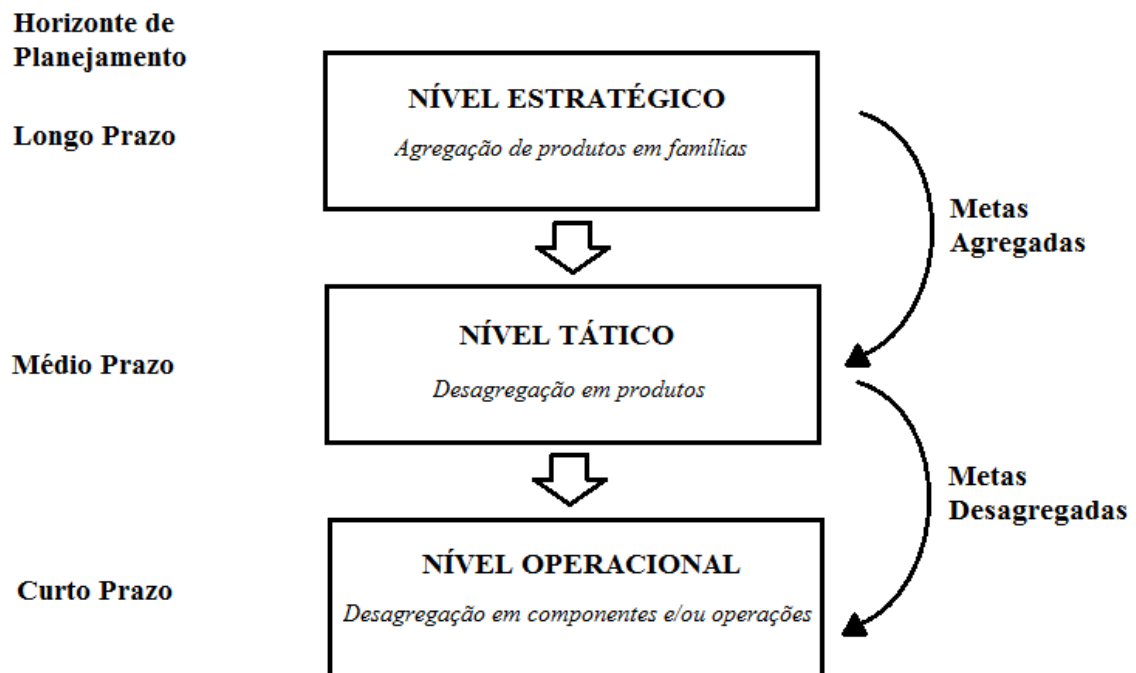 Horizonte de
Planejamento
NÍVEL ESTRATÉGICO
Longo Prazo
Agregação de produtos em famílias
Metas
Agregadas
NÍVEL TÁTICO
Médio Prazo
Desagregação em produtos
Metas
Desagregadas
NÍVEL OPERACIONAL
Curto Prazo
Desagregação em componentes e/ou operações